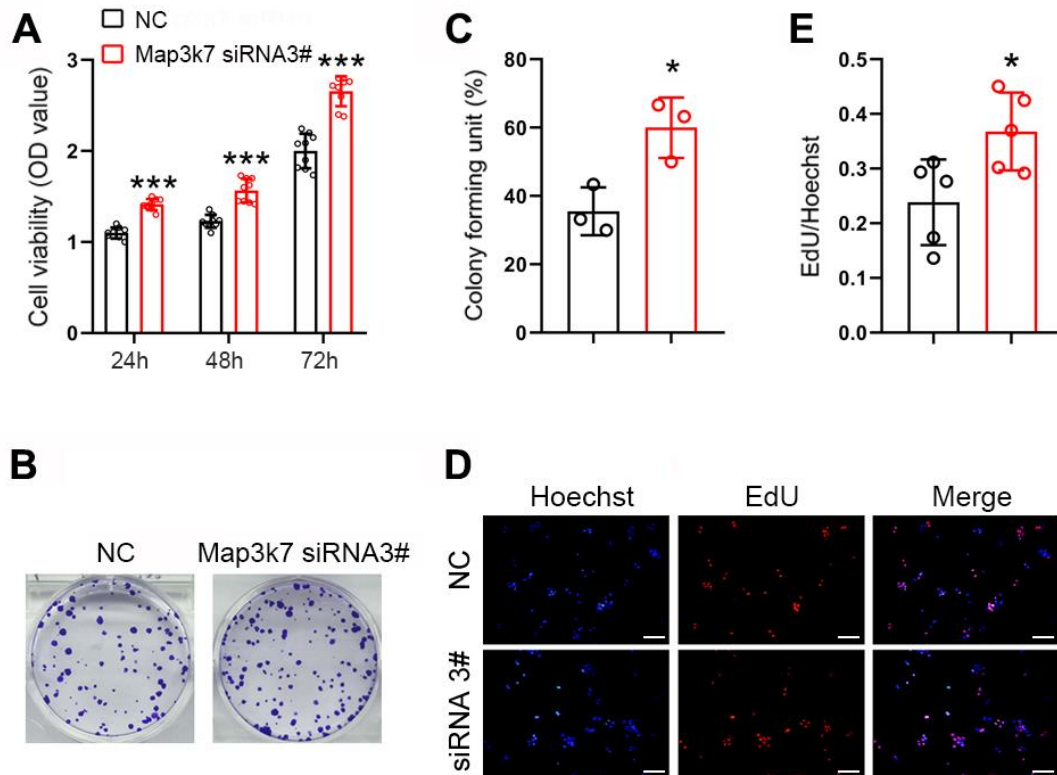 A
NC
Map3k7 siRNA3#
Cell viability (OD value)
3
2
1
0
***
***
***
24h
48h
72h
C
Colony forming unit (%)
80
60
40
20
0
*
E
EdU/Hoechst
0.5
0.4
0.3
0.2
0.1
0.0
*
B
NC
Map3k7 siRNA3#
D
Hoechst
EdU
Merge
NC
siRNA 3#